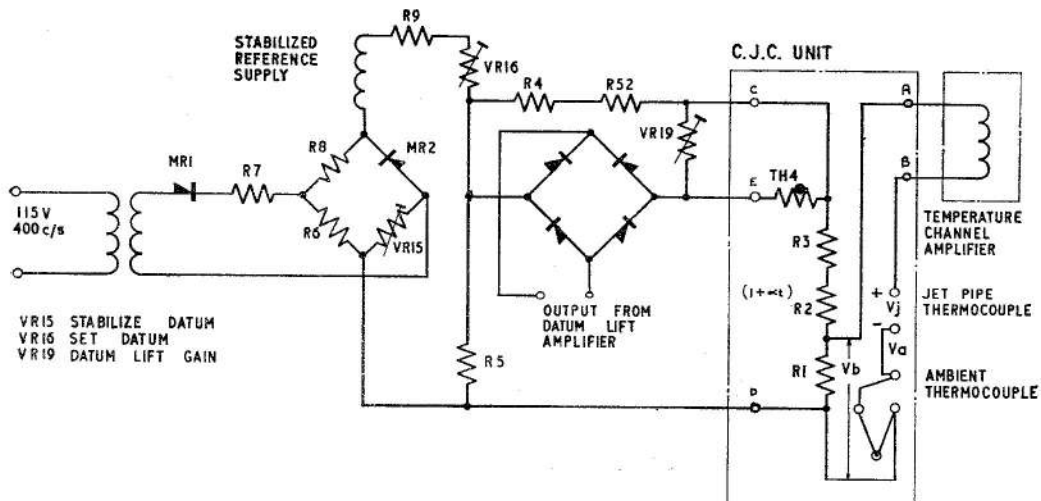 R9
STABILIZED
REFERENCE
SUPPLY
VR16
C.J.C. UNIT
R4
R52
C
A
VR19
MR1
R7
R8
MR2
B
TH4
E
115V
400 c/s
R6
VR15
R3
TEMPERATURE
CHANNEL
AMPLIFIER
(1+αt)
R2
+
Vj
JET PIPE
THERMOCOUPLE
-
Va
OUTPUT FROM
DATUM LIFT
AMPLIFIER
VR15 STABILIZE DATUM
VR16 SET DATUM
VR19 DATUM LIFT GAIN
R5
R1
Vb
AMBIENT
THERMOCOUPLE
D